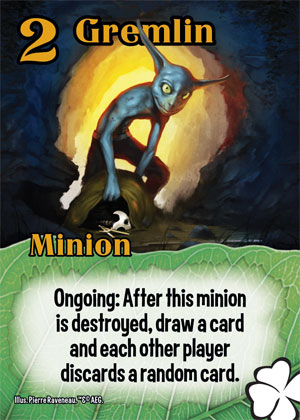 2 Gremlin
Minion
Ongoing: After this minion
is destroyed, draw a card
and each other player
discards a random card.
Illus. Pierre Raveneau, ™© AEG.